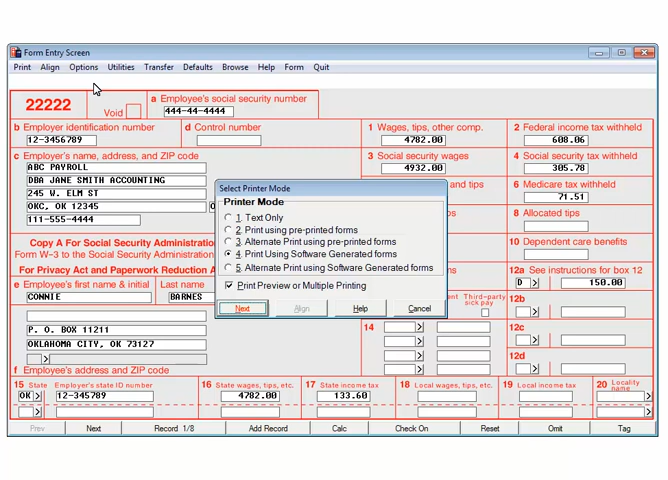 Form Entry Screen
Print Align Options Utilities Transfer Defaults Browse Help Form Quit
22222
Void
a Employee's social security number
444-44-4444
b Employer identification number
12-3456789
d Control number
1 Wages, tips, other comp.
4782.00
2 Federal income tax withheld
608.06
c Employer's name, address, and ZIP code
ABC PAYROLL
DBA JANE SMITH ACCOUNTING
245 W. ELM ST
OKC, OK 12345
111-555-4444
3 Social security wages
4932.00
4 Social security tax withheld
305.78
and tips
6 Medicare tax withheld
71.51
8 Allocated tips
10 Dependent care benefits
Copy A For Social Security Administratio
Form W-3 to the Social Security Administra
For Privacy Act and Paperwork Reduction A
12a See instructions for box 12
D 150.00
e Employee's first name & initial
Last name
CONNIE
BARNES
Third-party
sick pay
12b
P. O. BOX 11211
OKLAHOMA CITY, OK 73127
14
12c
12d
f Employee's address and ZIP code
Select Printer Mode
Printer Mode
1. Text Only
2. Print using pre-printed forms
3. Alternate Print using pre-printed forms
4. Print Using Software Generated forms
5. Alternate Print using Software Generated forms
Print Preview or Multiple Printing
Next Align Help Cancel
15 State Employer's state ID number
16 State wages, tips, etc.
17 State income tax
18 Local wages, tips, etc.
19 Local income tax
20 Locality
name
OK 12-345789 4782.00 133.60
Prev Next Record 1/8 Add Record Calc Check On Reset Omit Tag